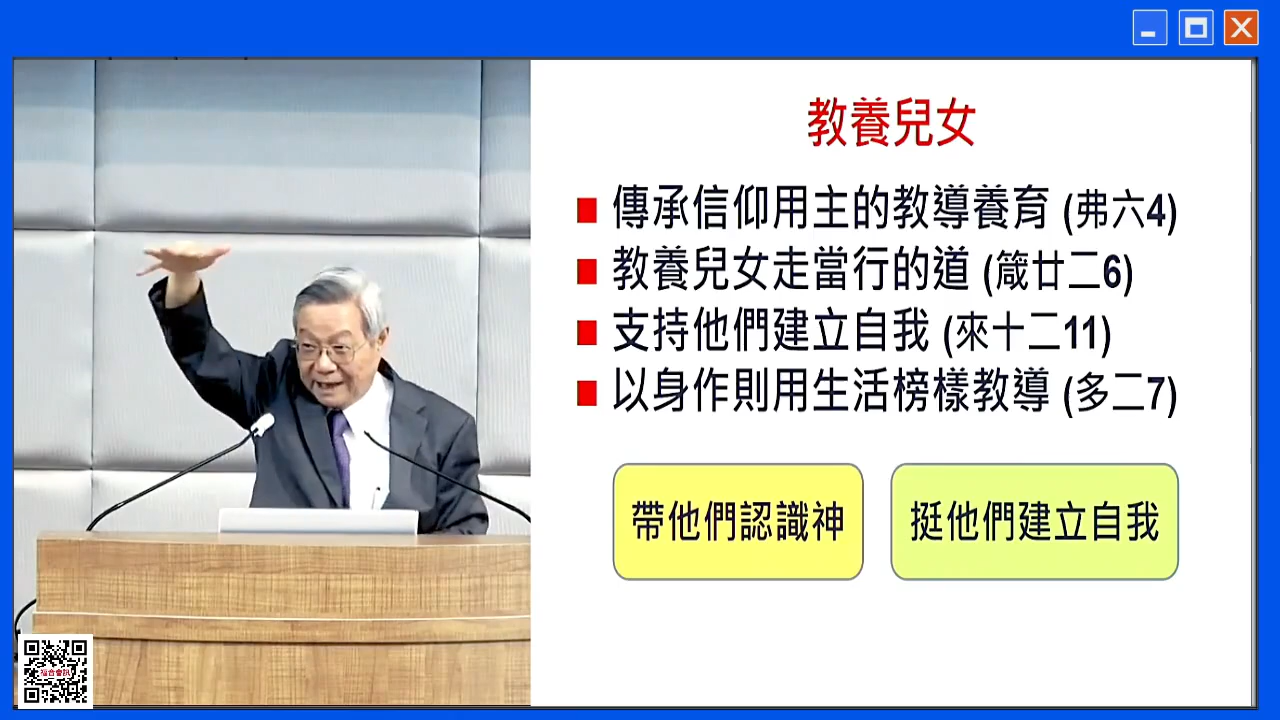 教養兒女
傳承信仰用主的教導養育 (弗六4)
教養兒女走當行的道 (箴廿二6)
支持他們建立自我 (來十二11)
以身作則用生活榜樣教導 (多二7)
帶他們認識神
挺他們建立自我